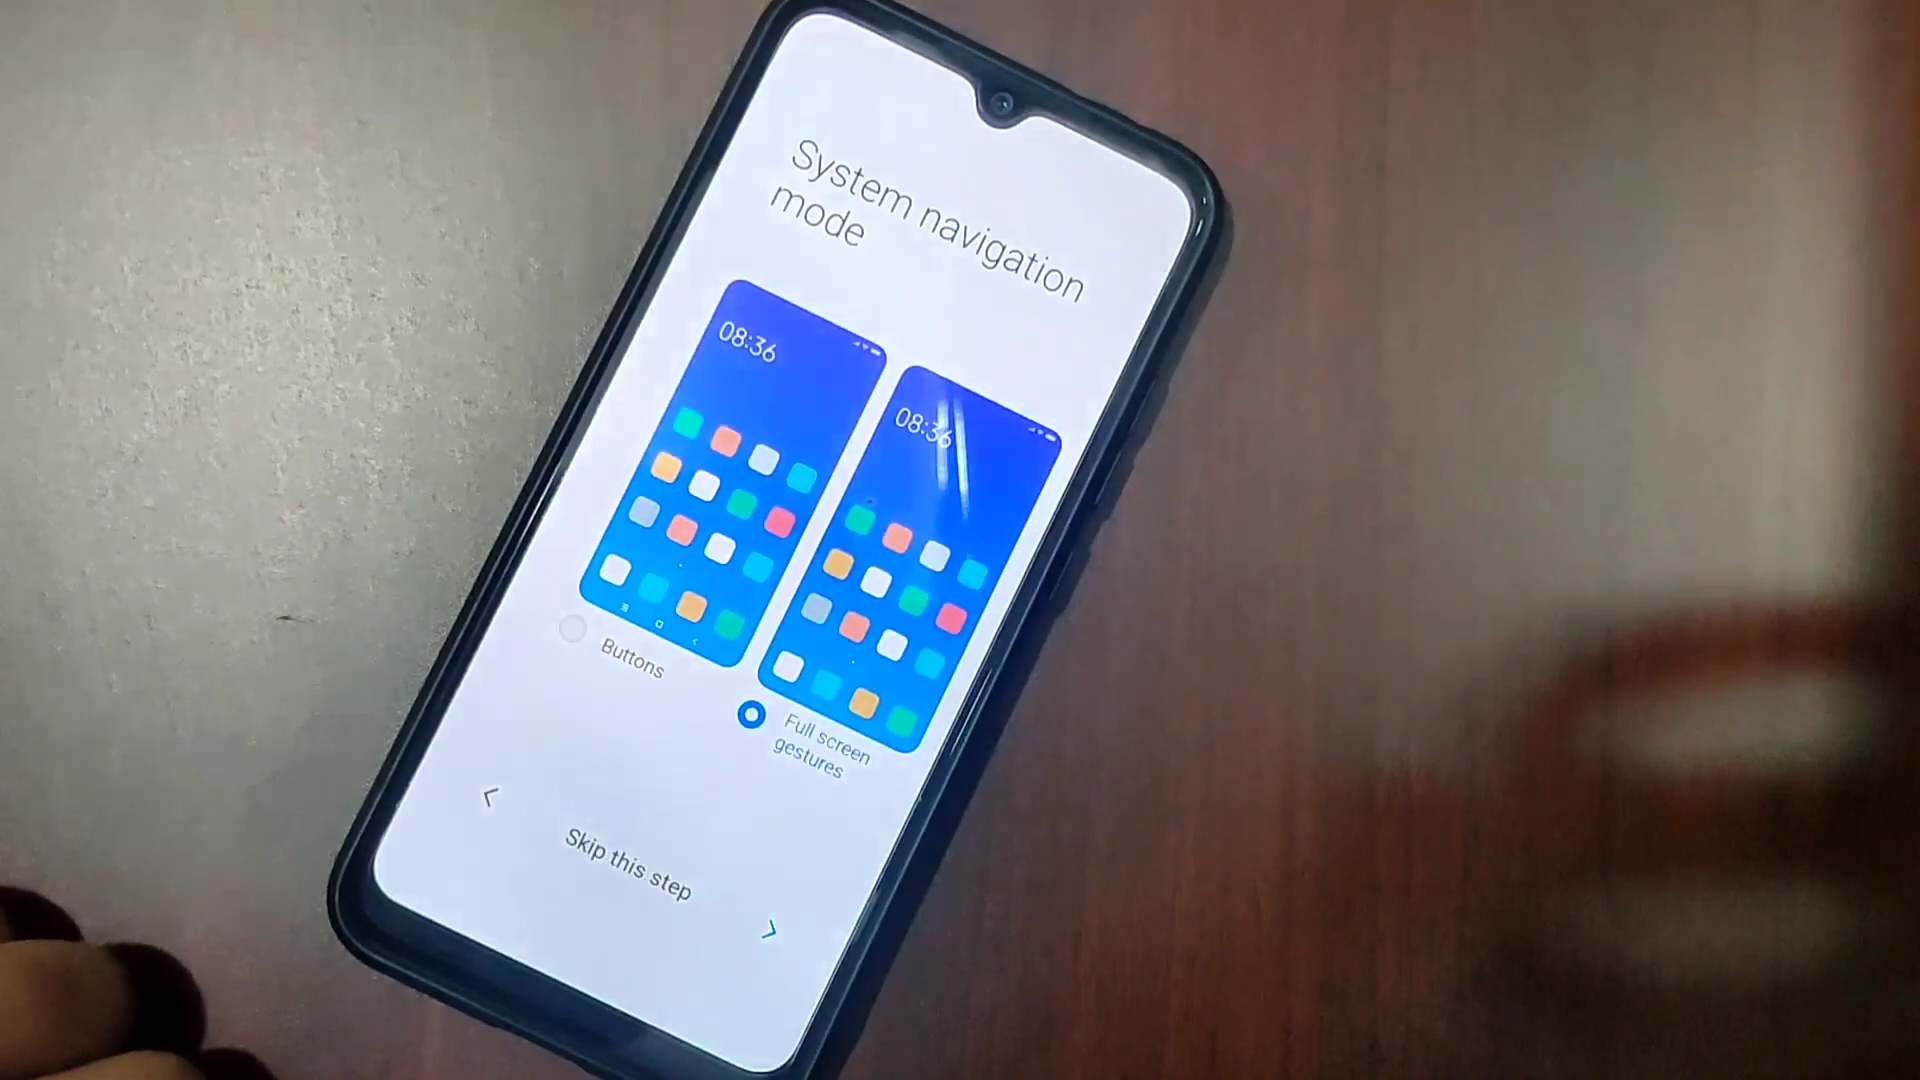 System navigation
mode
08:36
08:36
Buttons
Full screen
gestures
Skip this step